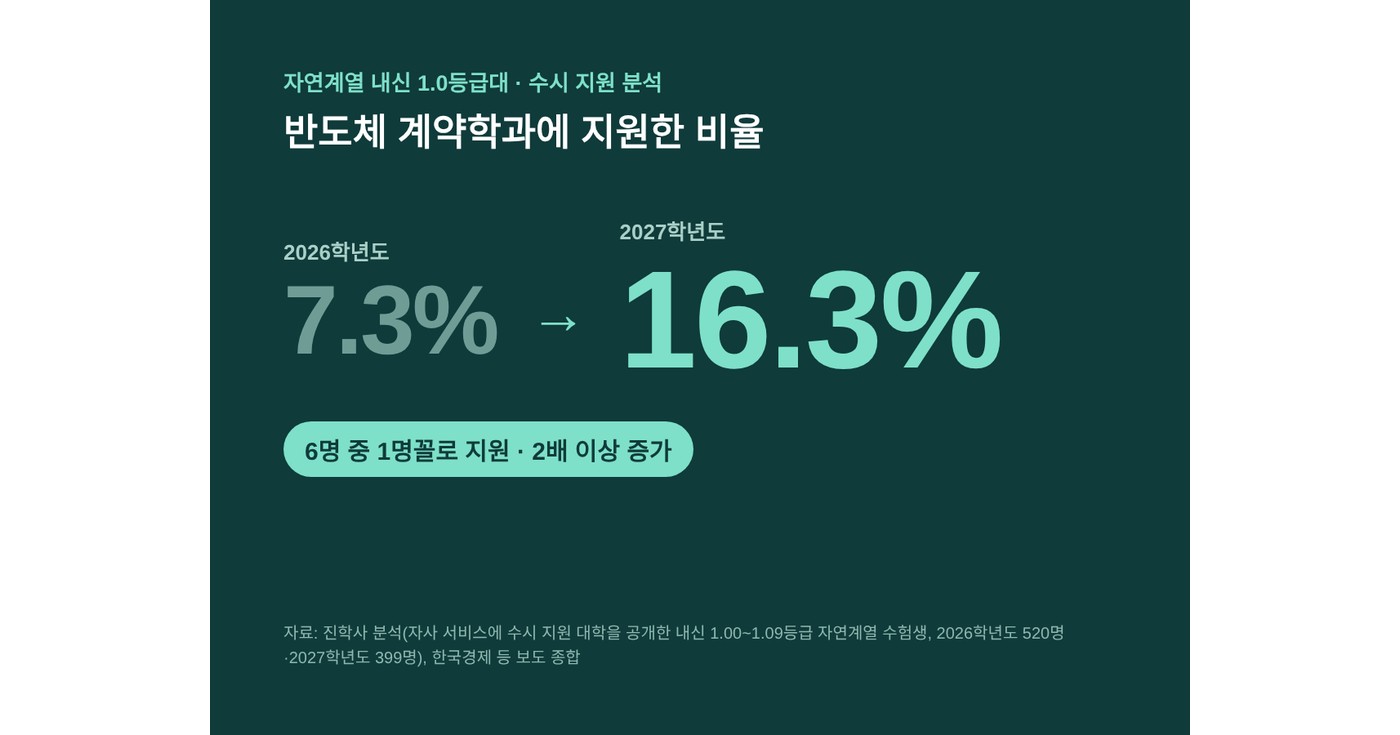 자연계열 내신 1.0등급대 · 수시 지원 분석
반도체 계약학과에 지원한 비율
2026학년도
7.3%
→
2027학년도
16.3%
6명 중 1명꼴로 지원 · 2배 이상 증가
자료: 진학사 분석(자사 서비스에 수시 지원 대학을 공개한 내신 1.00~1.09등급 자연계열 수험생, 2026학년도 520명
·2027학년도 399명), 한국경제 등 보도 종합